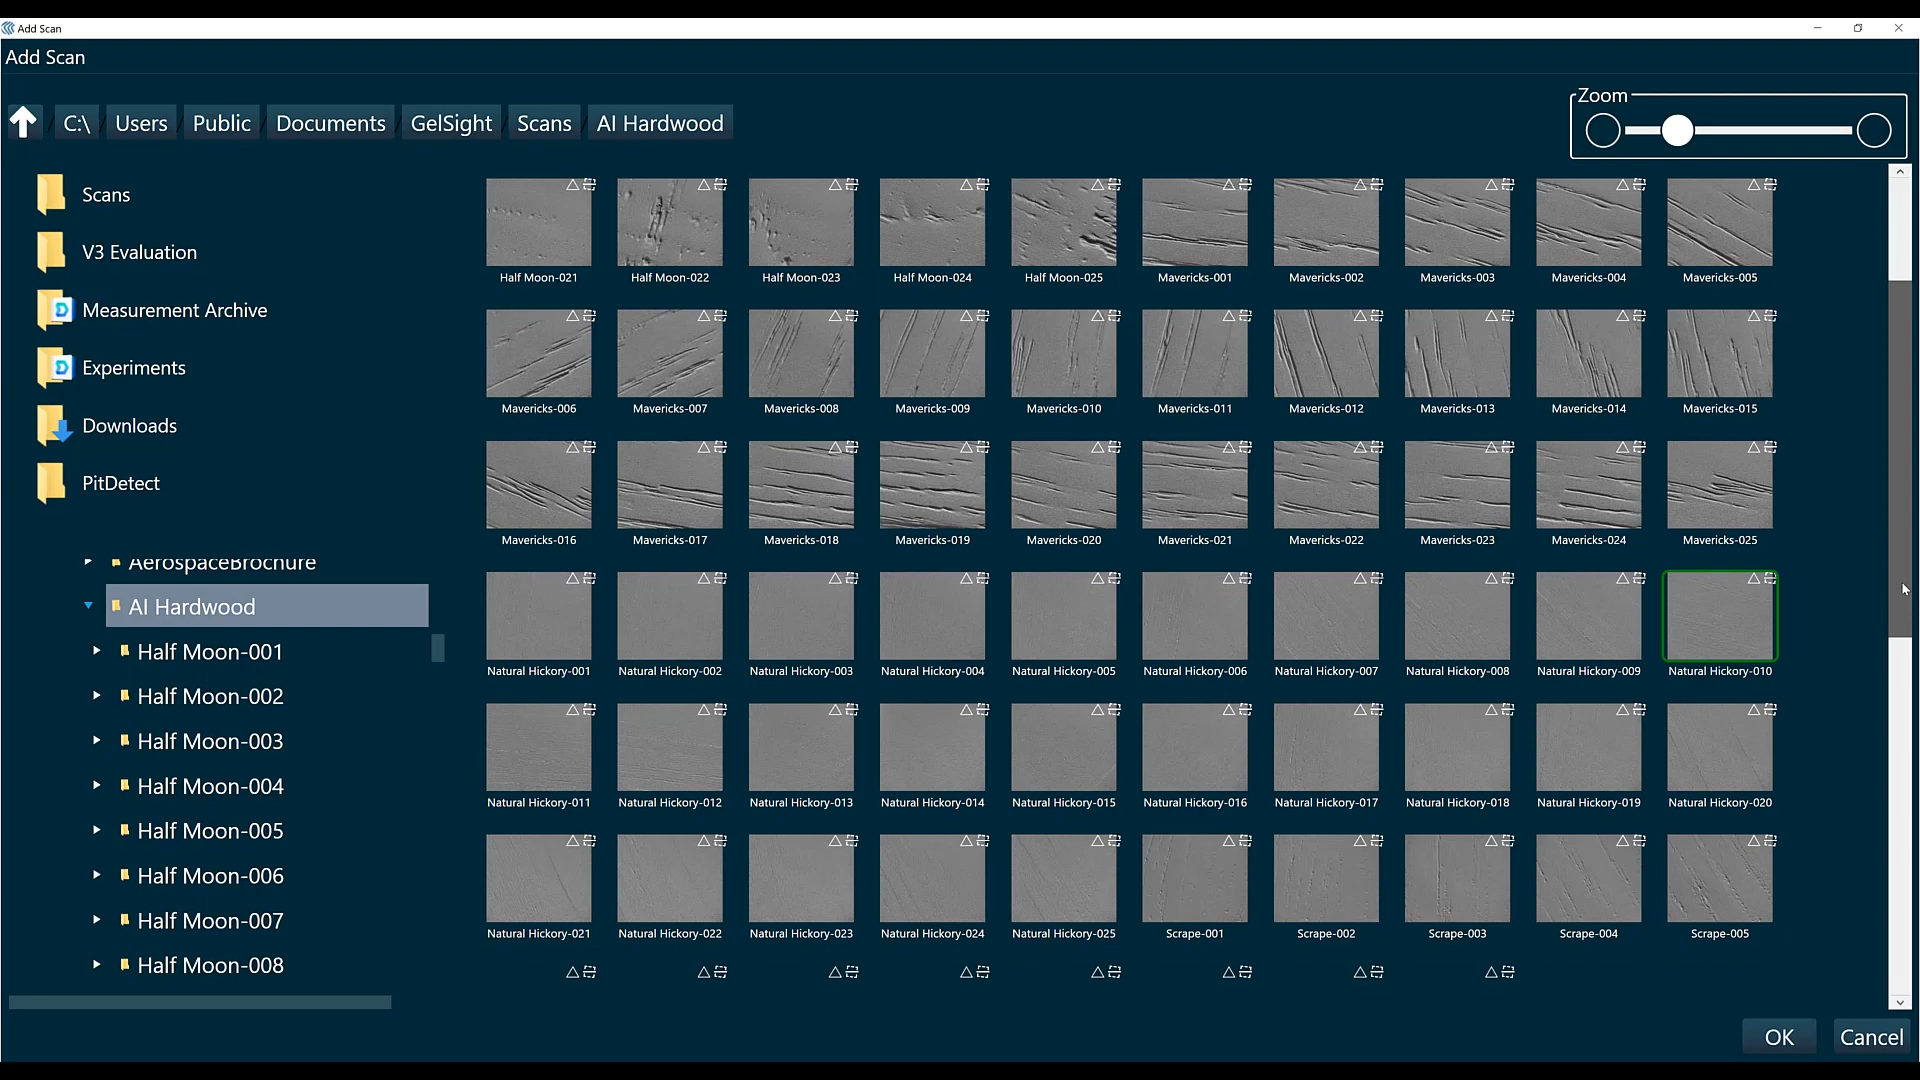 Add Scan
Add Scan
C:\ Users Public Documents GelSight Scans AI Hardwood
Zoom
Scans
V3 Evaluation
Measurement Archive
Experiments
Downloads
PitDetect
AerospaceBrochure
AI Hardwood
Half Moon-001
Half Moon-002
Half Moon-003
Half Moon-004
Half Moon-005
Half Moon-006
Half Moon-007
Half Moon-008
Half Moon-021 Half Moon-022 Half Moon-023 Half Moon-024 Half Moon-025 Mavericks-001 Mavericks-002 Mavericks-003 Mavericks-004 Mavericks-005
Mavericks-006 Mavericks-007 Mavericks-008 Mavericks-009 Mavericks-010 Mavericks-011 Mavericks-012 Mavericks-013 Mavericks-014 Mavericks-015
Mavericks-016 Mavericks-017 Mavericks-018 Mavericks-019 Mavericks-020 Mavericks-021 Mavericks-022 Mavericks-023 Mavericks-024 Mavericks-025
Natural Hickory-001 Natural Hickory-002 Natural Hickory-003 Natural Hickory-004 Natural Hickory-005 Natural Hickory-006 Natural Hickory-007 Natural Hickory-008 Natural Hickory-009 Natural Hickory-010
Natural Hickory-011 Natural Hickory-012 Natural Hickory-013 Natural Hickory-014 Natural Hickory-015 Natural Hickory-016 Natural Hickory-017 Natural Hickory-018 Natural Hickory-019 Natural Hickory-020
Natural Hickory-021 Natural Hickory-022 Natural Hickory-023 Natural Hickory-024 Natural Hickory-025 Scrape-001 Scrape-002 Scrape-003 Scrape-004 Scrape-005
OK Cancel